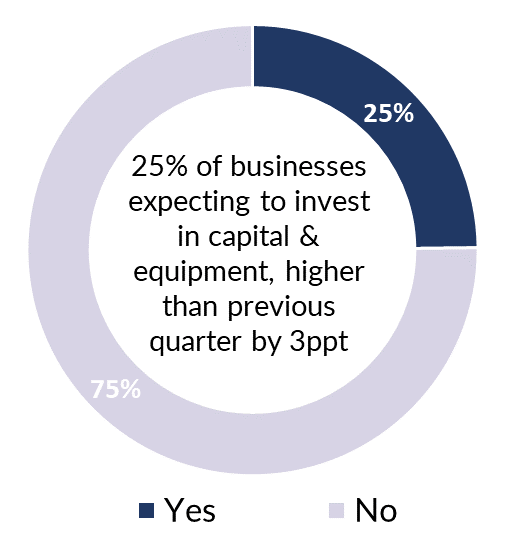 25%
25% of businesses
expecting to invest
in capital &
equipment, higher
than previous
quarter by 3ppt
75%
Yes No